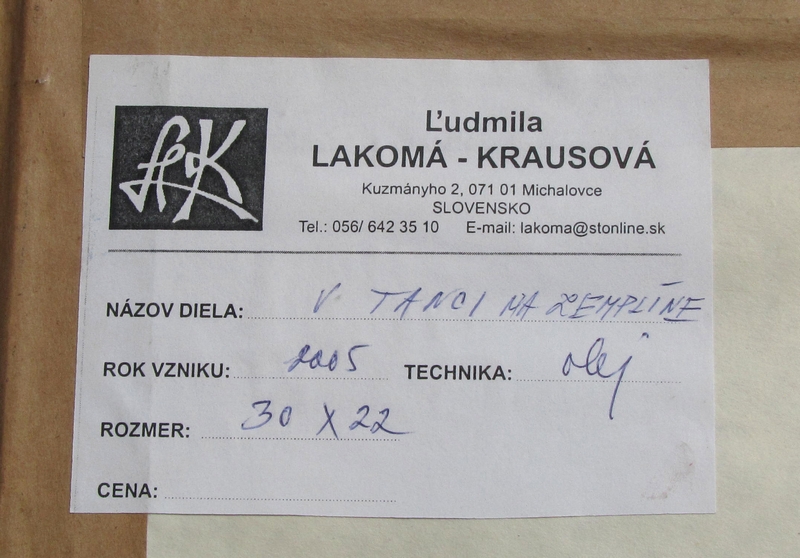 ĽaK
Ľudmila
LAKOMÁ - KRAUSOVÁ
Kuzmányho 2, 071 01 Michalovce
SLOVENSKO
Tel.: 056/ 642 35 10 E-mail: lakoma@stonline.sk
NÁZOV DIELA: V TANCI NA ZEMPLÍNE
ROK VZNIKU: 2005 TECHNIKA: olej
ROZMER: 30 X 22
CENA: